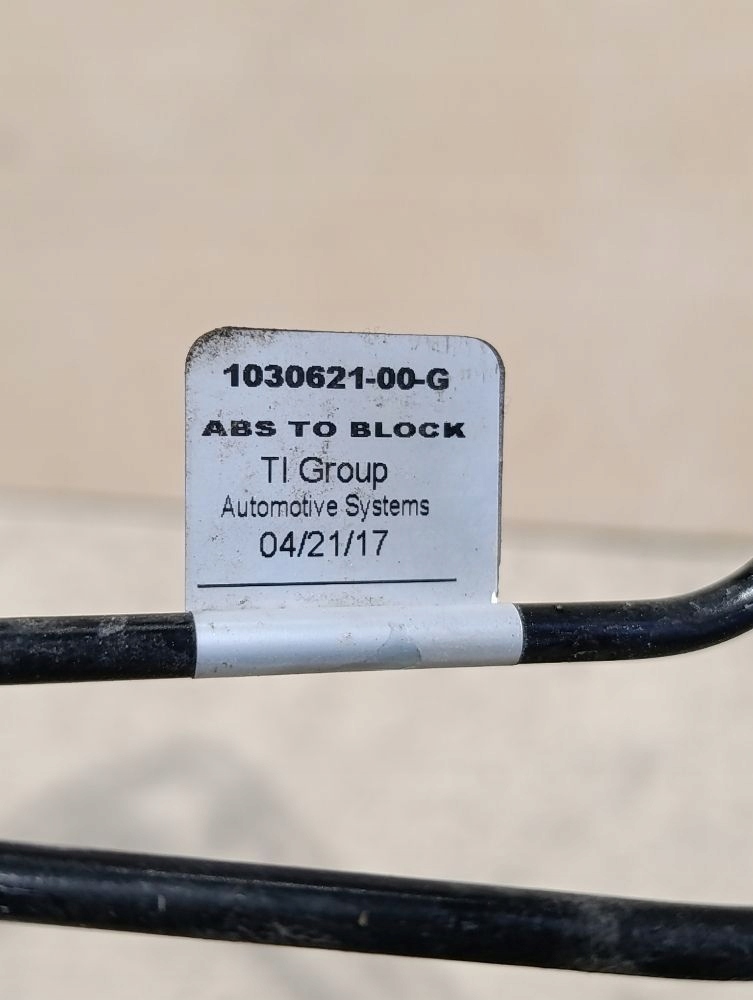 1030621-00-G
ABS TO BLOCK
TI Group
Automotive Systems
04/21/17